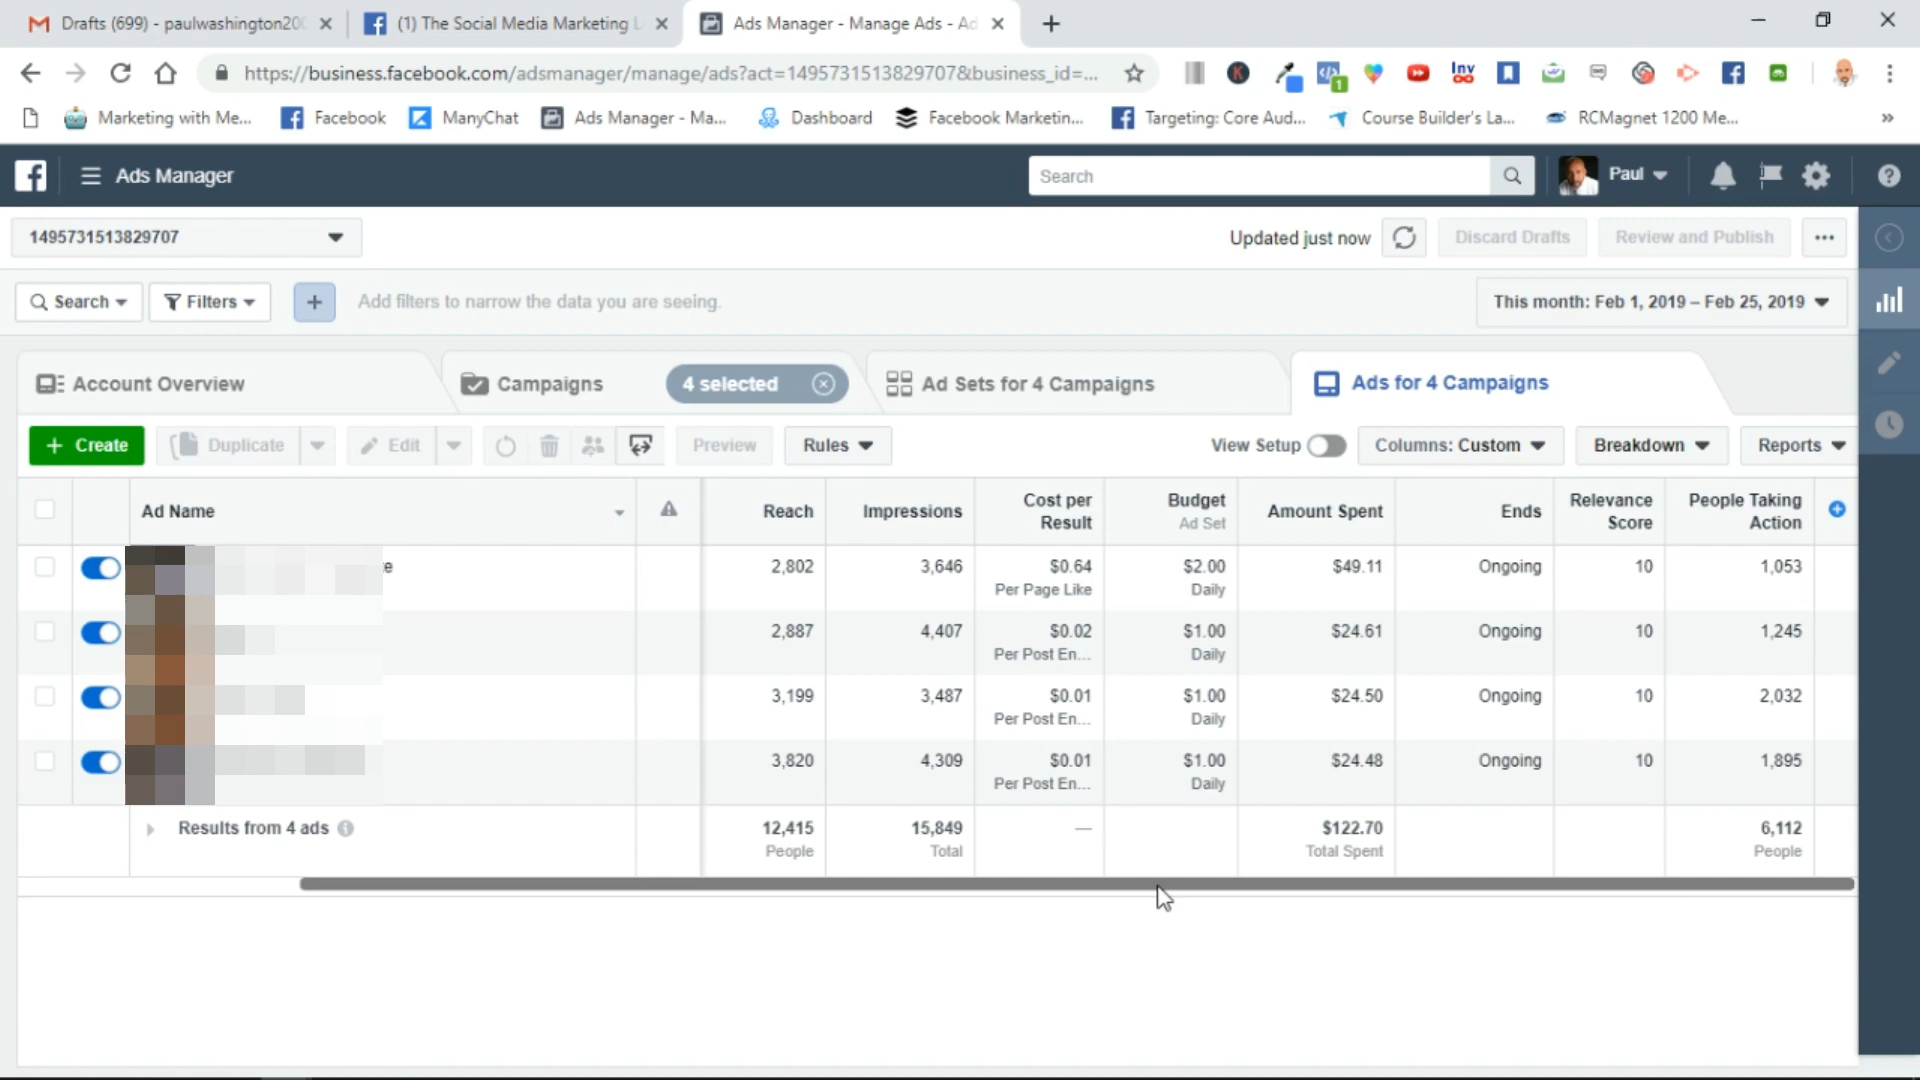 Drafts (699) - paulwashington20
(1) The Social Media Marketing L
Ads Manager - Manage Ads - Ad
https://business.facebook.com/adsmanager/manage/ads?act=1495731513829707&business_id=...
Marketing with Me...
Facebook
ManyChat
Ads Manager - Ma...
Dashboard
Facebook Marketin...
Targeting: Core Aud...
Course Builder's La...
RCMagnet 1200 Me...
»
Ads Manager
Search
Paul
1495731513829707
Updated just now
Discard Drafts
Review and Publish
...
Search
Filters
+
Add filters to narrow the data you are seeing.
This month: Feb 1, 2019 – Feb 25, 2019
Account Overview
Campaigns
4 selected
Ad Sets for 4 Campaigns
Ads for 4 Campaigns
+ Create
Duplicate
Edit
Preview
Rules
View Setup
Columns: Custom
Breakdown
Reports
Ad Name
Reach
Impressions
Cost per
Result
Budget
Ad Set
Amount Spent
Ends
Relevance
Score
People Taking
Action
e
2,802
3,646
$0.64
Per Page Like
$2.00
Daily
$49.11
Ongoing
10
1,053
2,887
4,407
$0.02
Per Post En...
$1.00
Daily
$24.61
Ongoing
10
1,245
3,199
3,487
$0.01
Per Post En...
$1.00
Daily
$24.50
Ongoing
10
2,032
3,820
4,309
$0.01
Per Post En...
$1.00
Daily
$24.48
Ongoing
10
1,895
Results from 4 ads
12,415
People
15,849
Total
—
$122.70
Total Spent
6,112
People